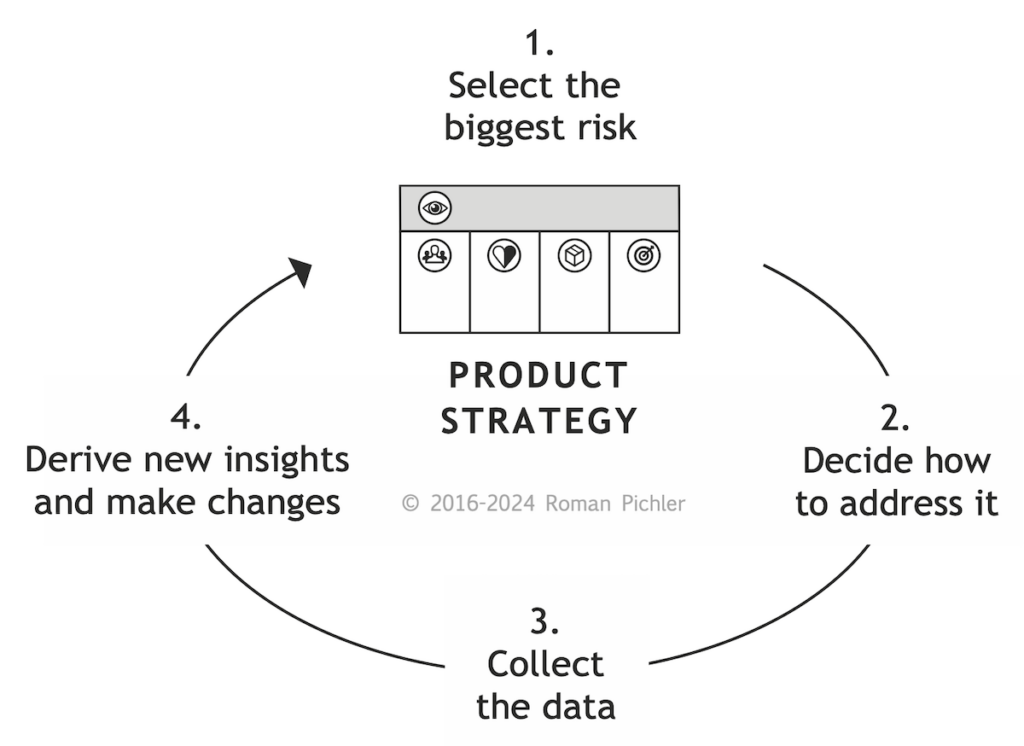 1.
Select the
biggest risk
PRODUCT
STRATEGY
2.
Decide how
to address it
3.
Collect
the data
4.
Derive new insights
and make changes
© 2016-2024 Roman Pichler